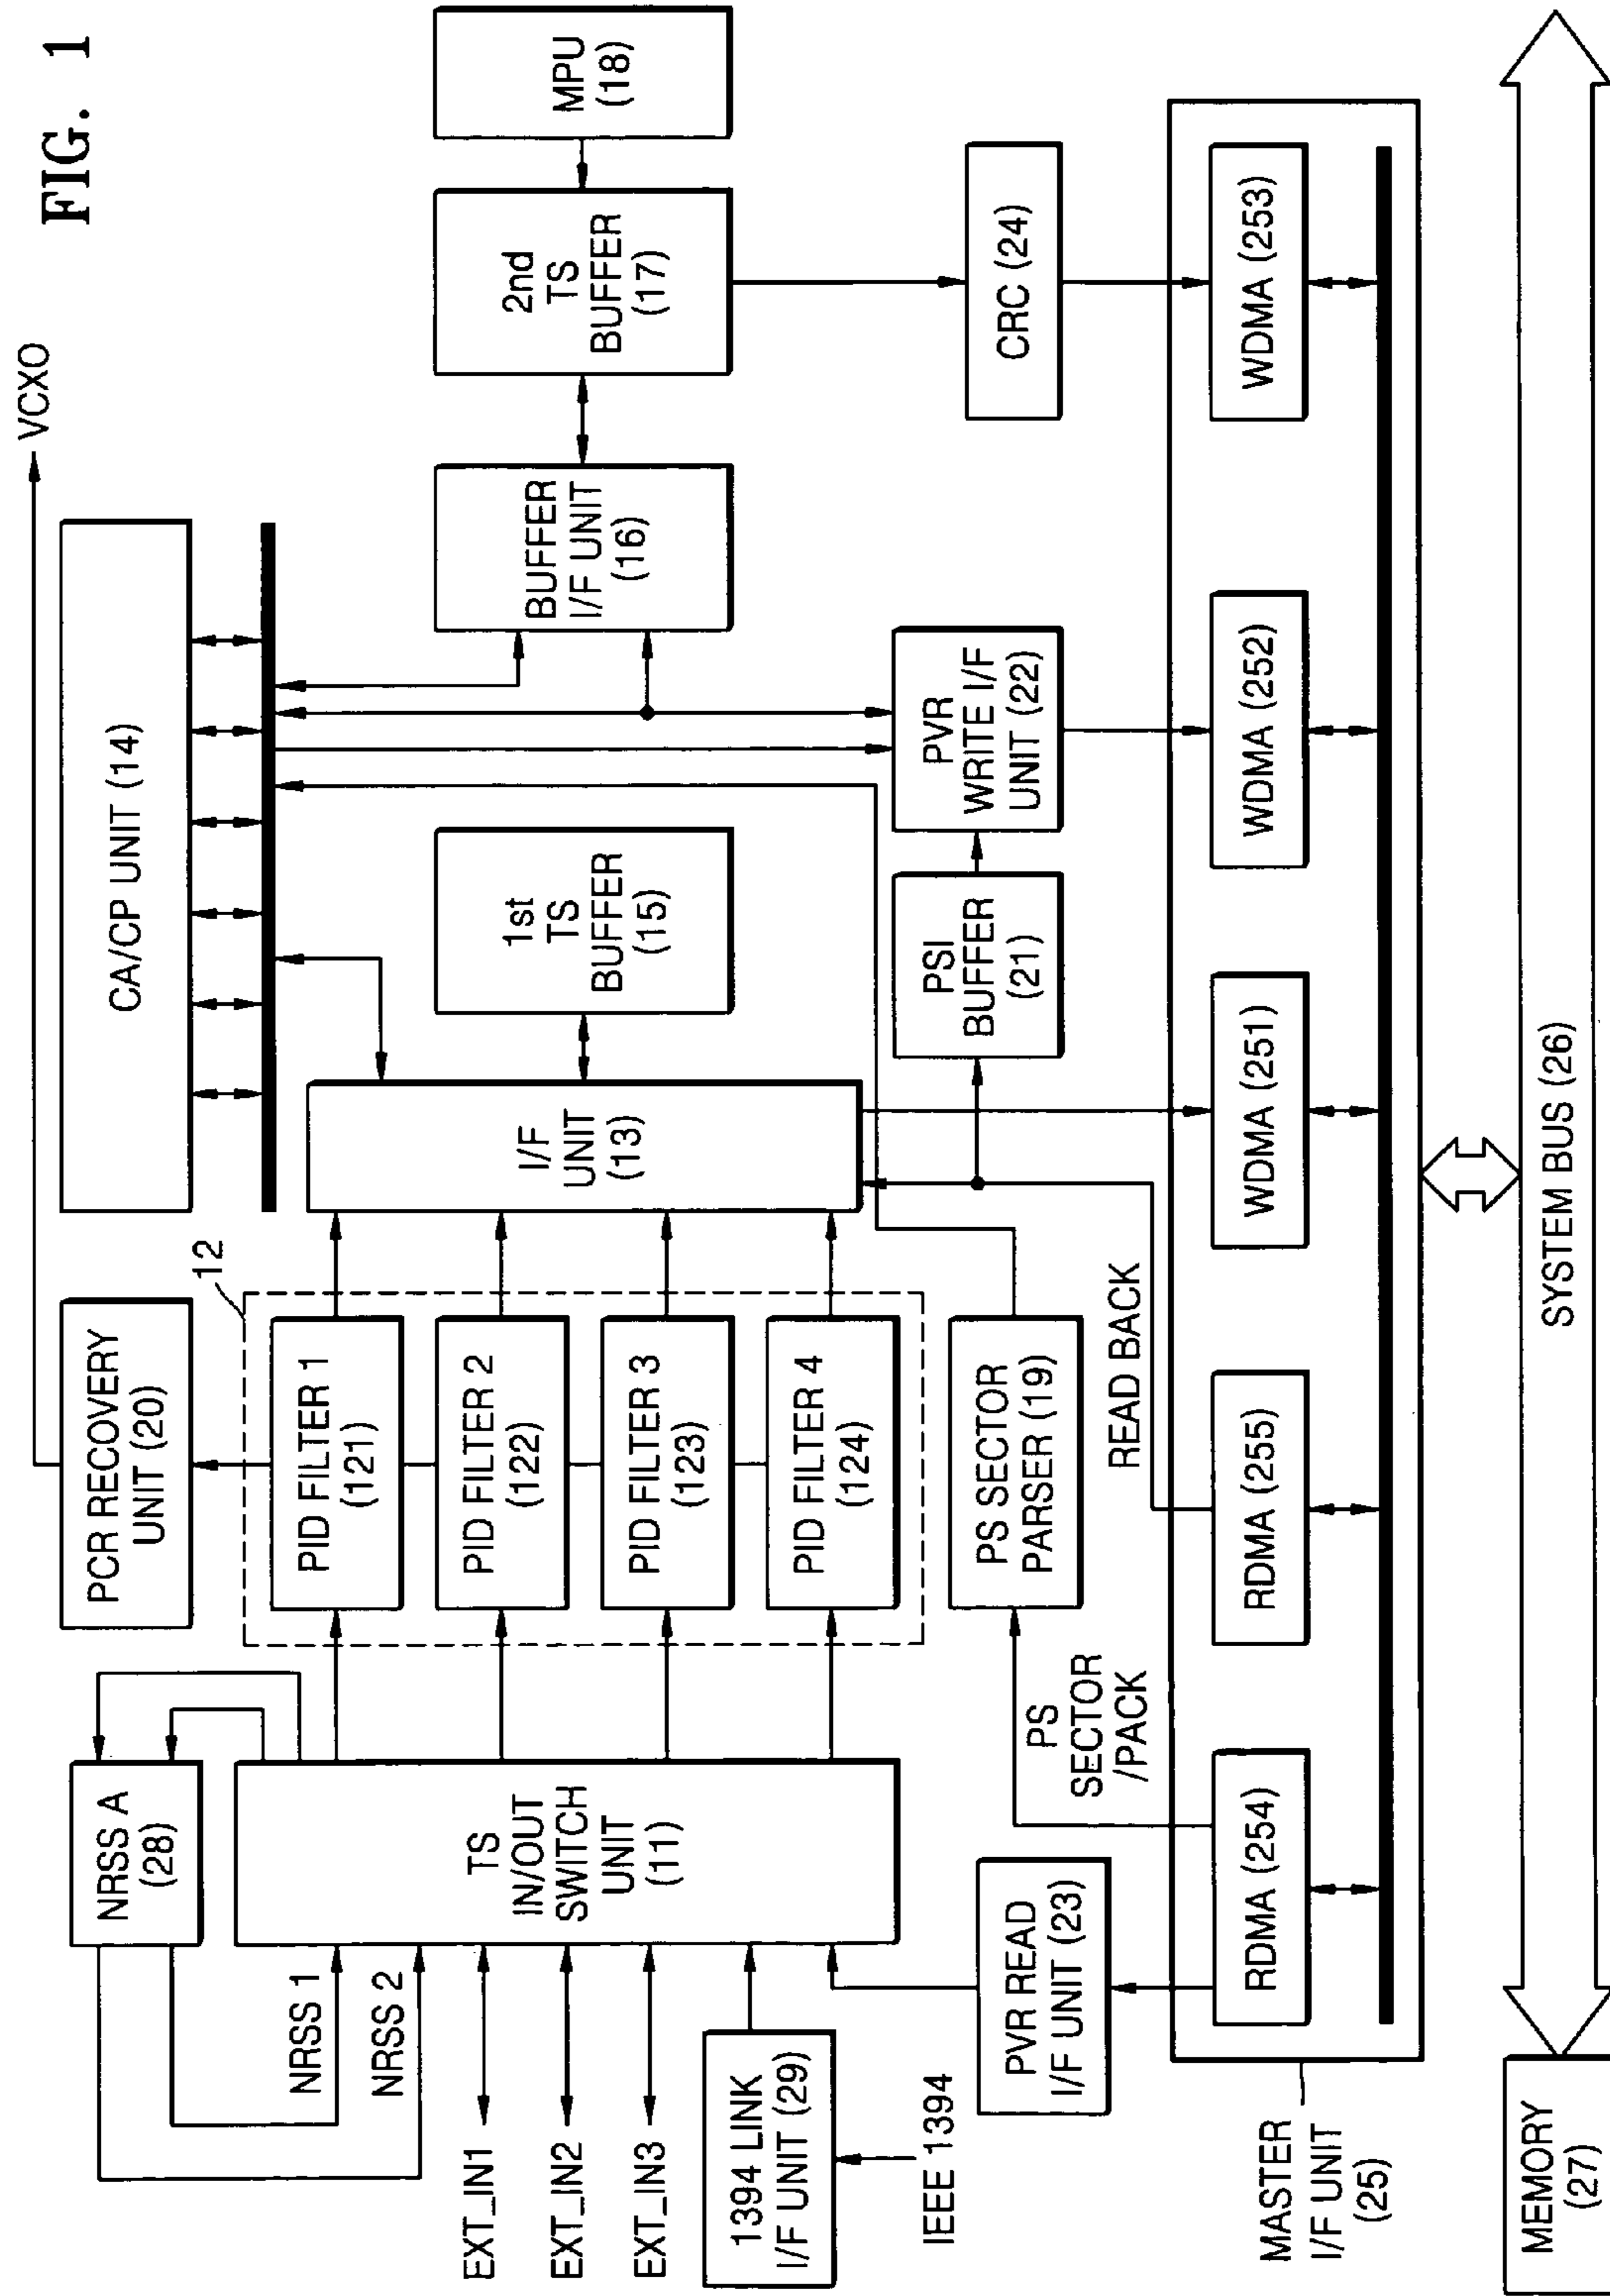 FIG. 1
VCXO
NRSS A
(28)
PCR RECOVERY
UNIT (20)
CA/CP UNIT (14)
12
NRSS 1
NRSS 2
EXT_IN1
EXT_IN2
EXT_IN3
TS
IN/OUT
SWITCH
UNIT
(11)
PID FILTER 1
(121)
PID FILTER 2
(122)
PID FILTER 3
(123)
PID FILTER 4
(124)
I/F
UNIT
(13)
1st
TS
BUFFER
(15)
BUFFER
I/F UNIT
(16)
2nd
TS
BUFFER
(17)
MPU
(18)
1394 LINK
I/F UNIT (29)
IEEE 1394
PVR READ
I/F UNIT (23)
PS
SECTOR
/PACK
PS SECTOR
PARSER (19)
READ BACK
PSI
BUFFER
(21)
PVR
WRITE I/F
UNIT (22)
CRC (24)
MASTER
I/F UNIT
(25)
RDMA (254)
RDMA (255)
WDMA (251)
WDMA (252)
WDMA (253)
MEMORY
(27)
SYSTEM BUS (26)